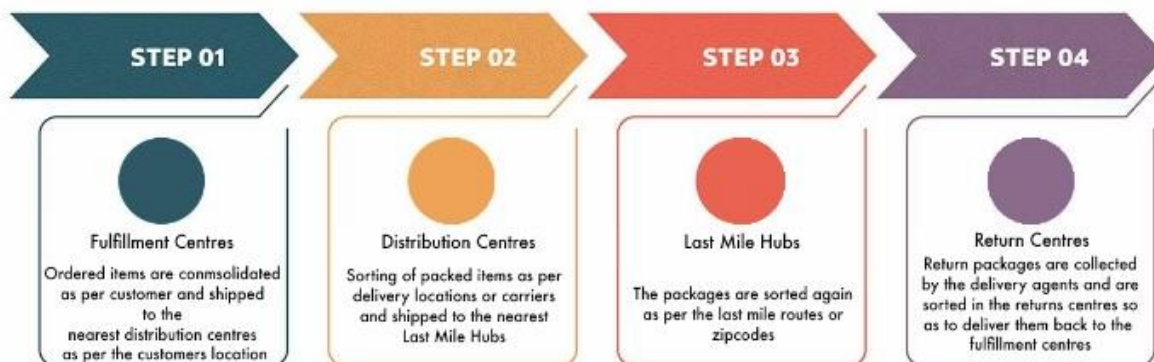 STEP 01
Fulfillment Centres
Ordered items are conmsolidated
as per customer and shipped
to the
nearest distribution centres
as per the customers location
STEP 02
Distribution Centres
Sorting of packed items as per
delivery locations or carriers
and shipped to the nearest
Last Mile Hubs
STEP 03
Last Mile Hubs
The packages are sorted again
as per the last mile routes or
zipcodes
STEP 04
Return Centres
Return packages are collected
by the delivery agents and are
sorted in the returns centres so
as to deliver them back to the
fulfillment centres